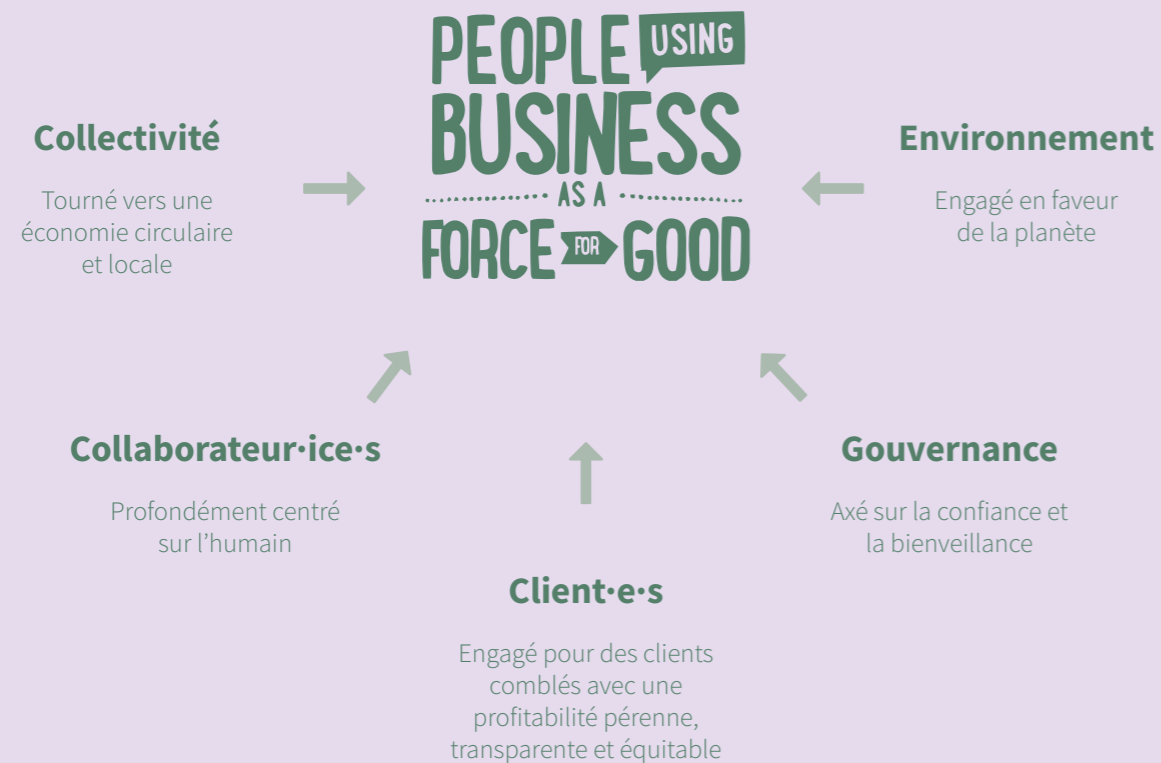 PEOPLE USING
BUSINESS
AS A
FORCE FOR GOOD
Collectivité
Tourné vers une
économie circulaire
et locale
Environnement
Engagé en faveur
de la planète
Collaborateur·ice·s
Profondément centré
sur l’humain
Gouvernance
Axé sur la confiance et
la bienveillance
Client·e·s
Engagé pour des clients
comblés avec une
profitabilité pérenne,
transparente et équitable